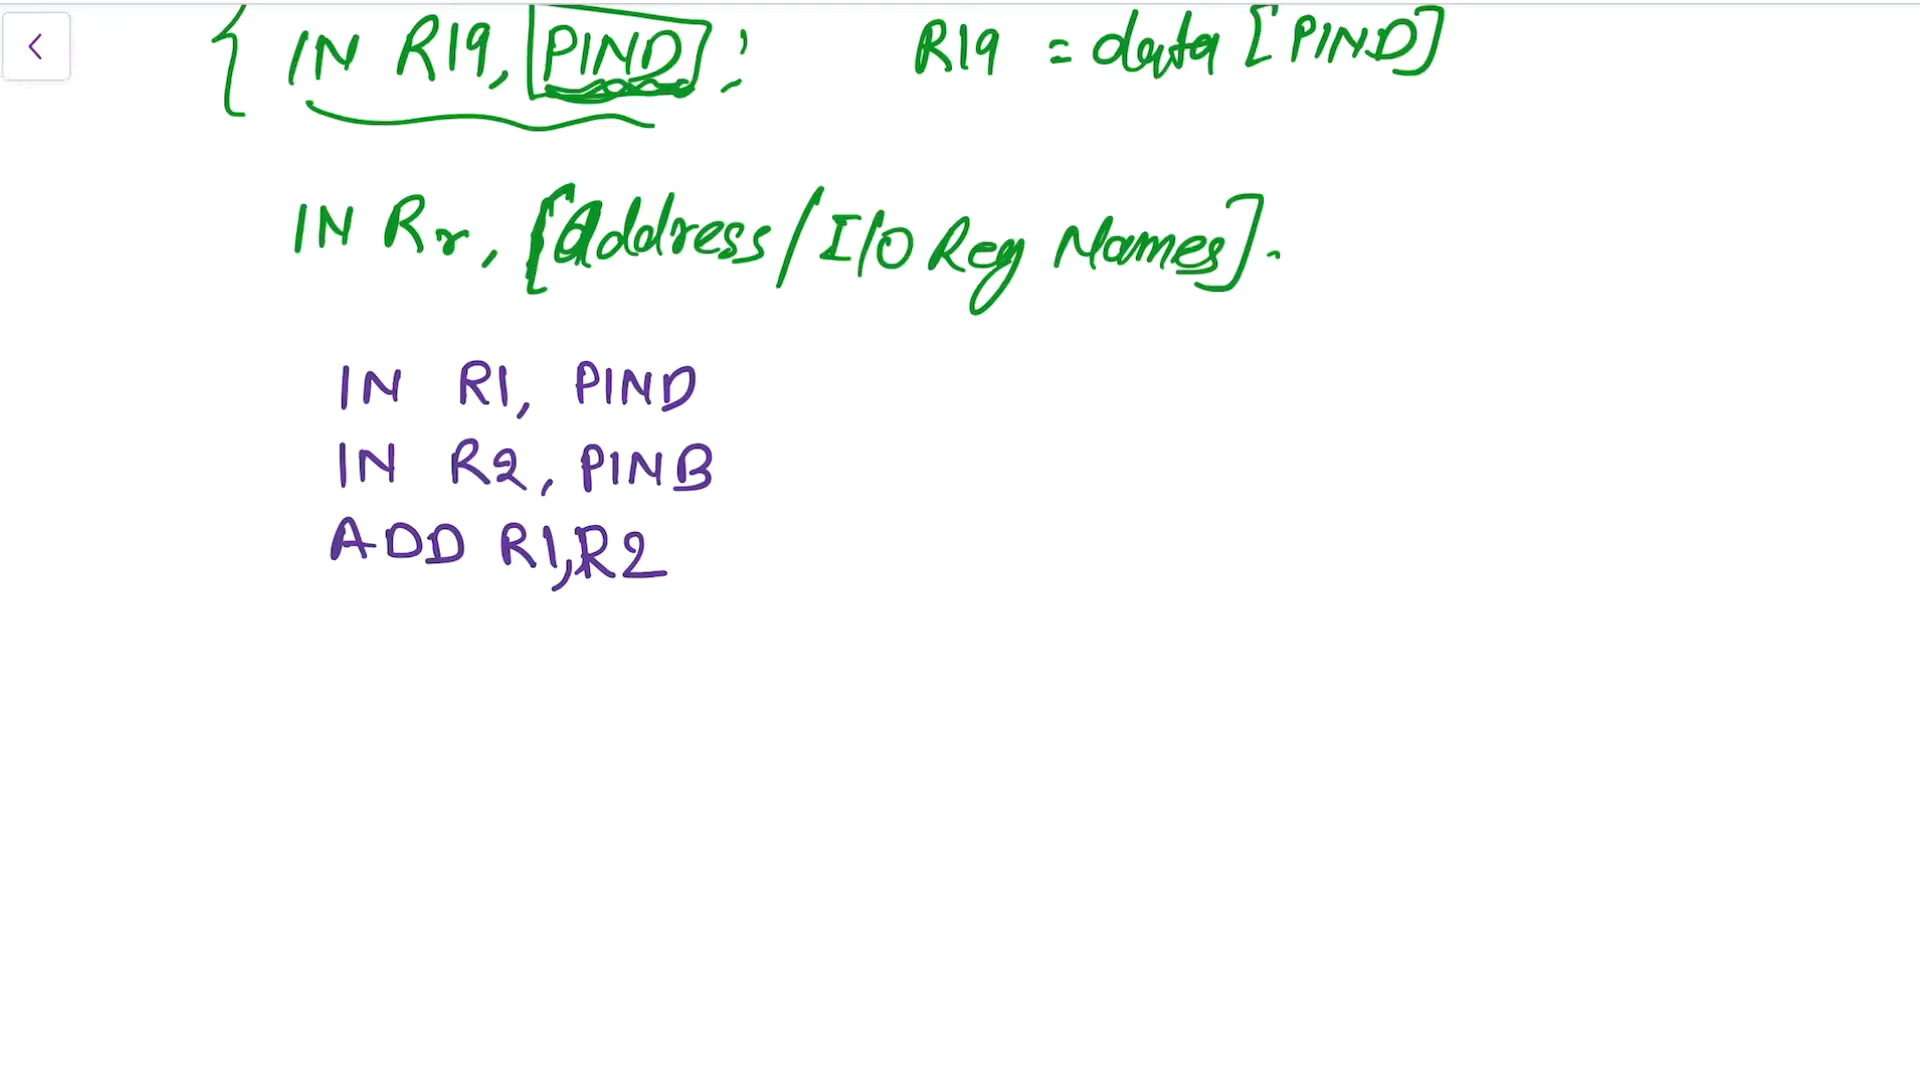 { IN R19, [PIND] ; R19 = data [PIND]
IN Rr, [Address/I/O Reg Names].
IN R1, PIND
IN R2, PINB
ADD R1,R2